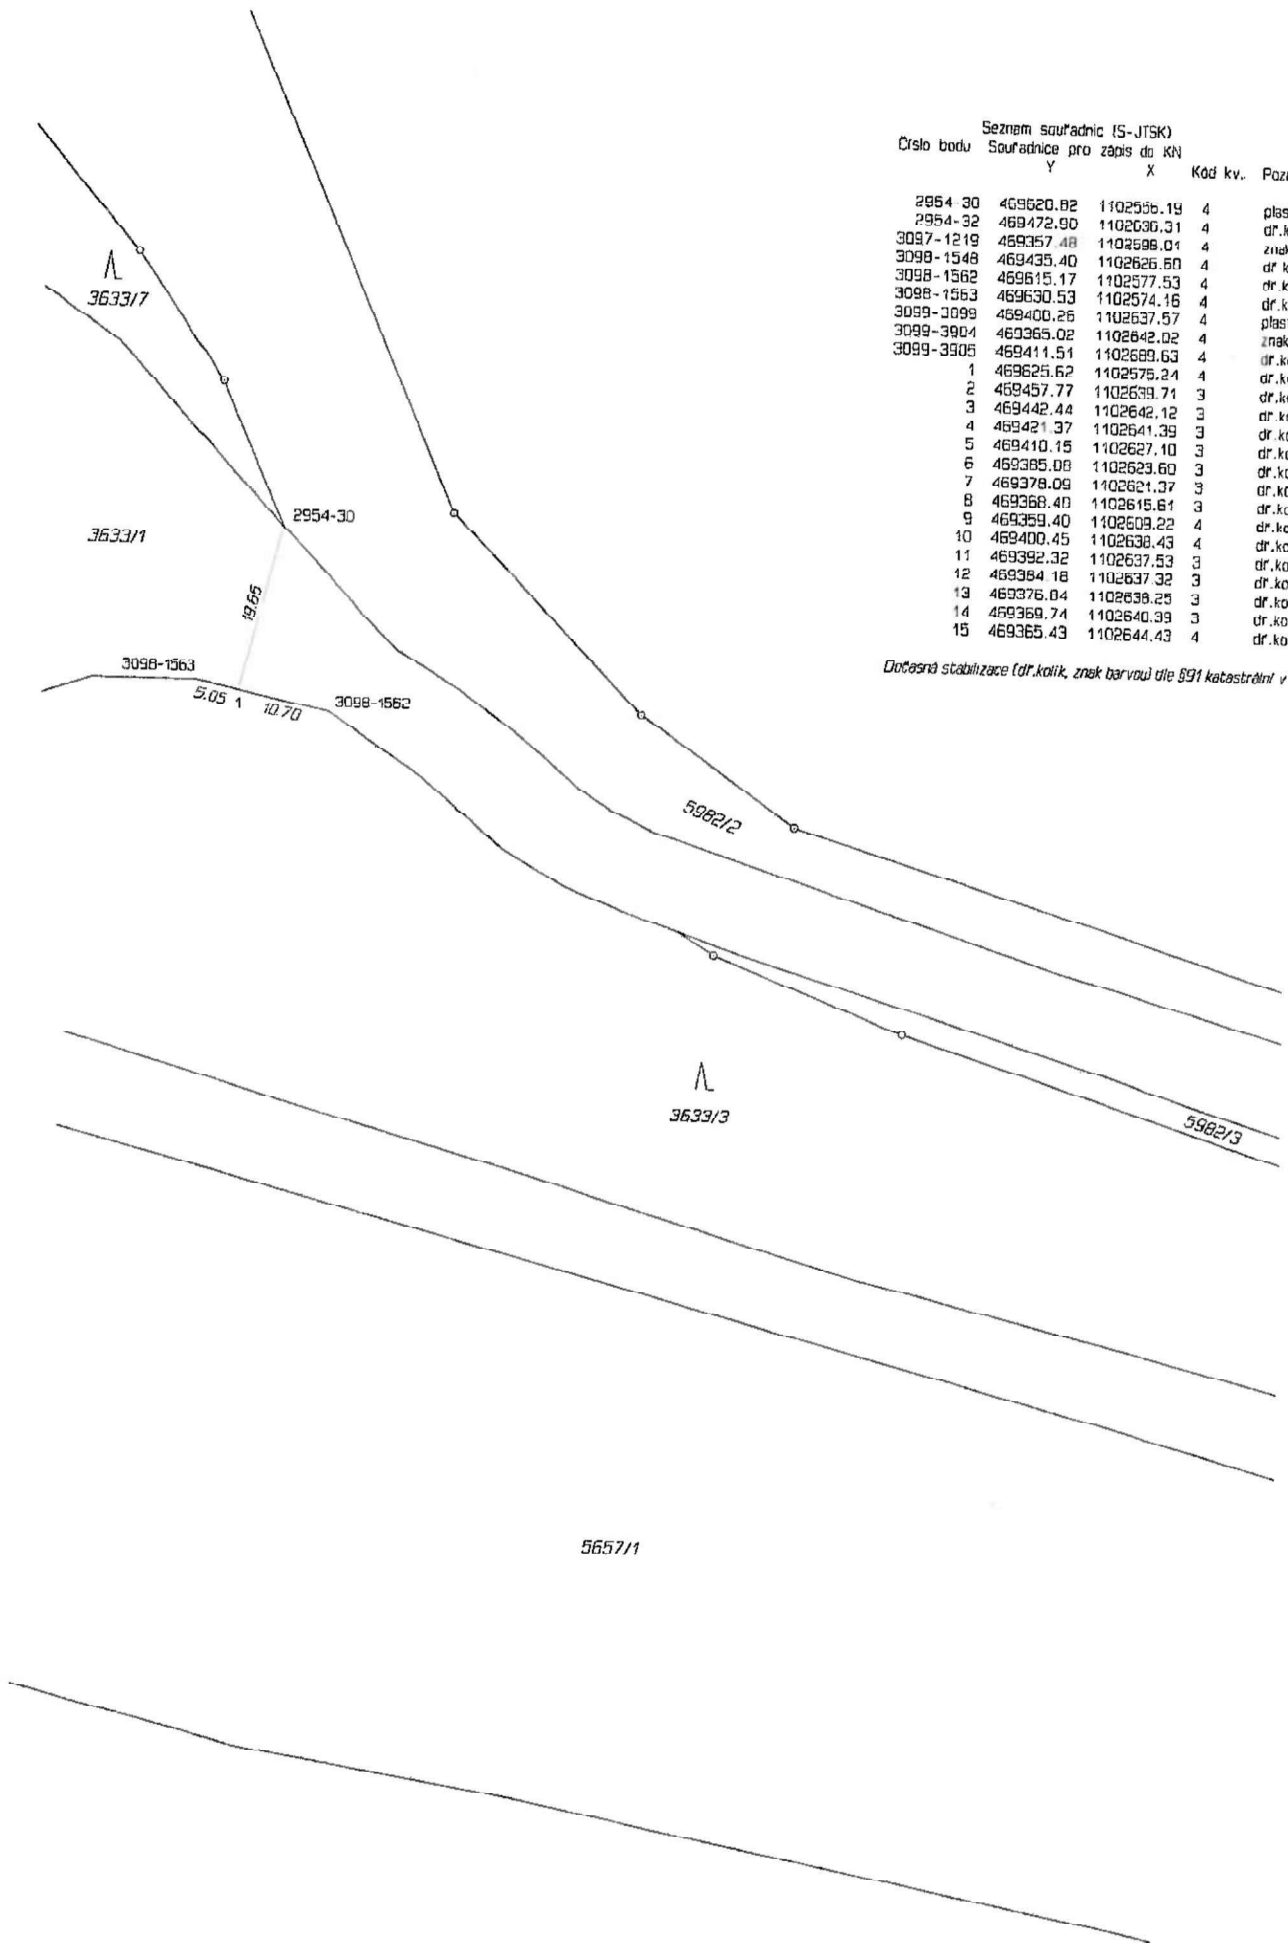 Seznam souřadnic (S-JTSK)
Číslo bodu Souřadnice pro zápis do KN
Y X Kód kv.
2954-30 469620.82 1102556.19 4
2954-32 469472.90 1102636.31 4
3097-1219 469357.48 1102598.01 4
3098-1548 469435.40 1102626.60 4
3098-1562 469615.17 1102577.53 4
3098-1563 469630.53 1102574.16 4
3099-3099 469400.26 1102637.57 4
3099-3904 469365.02 1102642.02 4
3099-3905 469411.51 1102689.63 4
1 469625.62 1102575.24 4
2 469457.77 1102639.71 3
3 469442.44 1102642.12 3
4 469421.37 1102641.39 3
5 469410.15 1102627.10 3
6 469385.08 1102623.60 3
7 469378.09 1102621.37 3
8 469368.40 1102615.61 3
9 469359.40 1102609.22 4
10 469400.45 1102638.43 4
11 469392.32 1102637.53 3
12 469384.18 1102637.32 3
13 469376.04 1102638.25 3
14 469369.74 1102640.39 3
15 469365.43 1102644.43 4
Dočasná stabilizace (dř.kolík, znak barvou) dle §91 katastrální v
3633/7
2954-30
3633/1
19.65
3098-1563
5.05 1 10.70
3098-1562
5982/2
3633/3
5982/3
5657/1